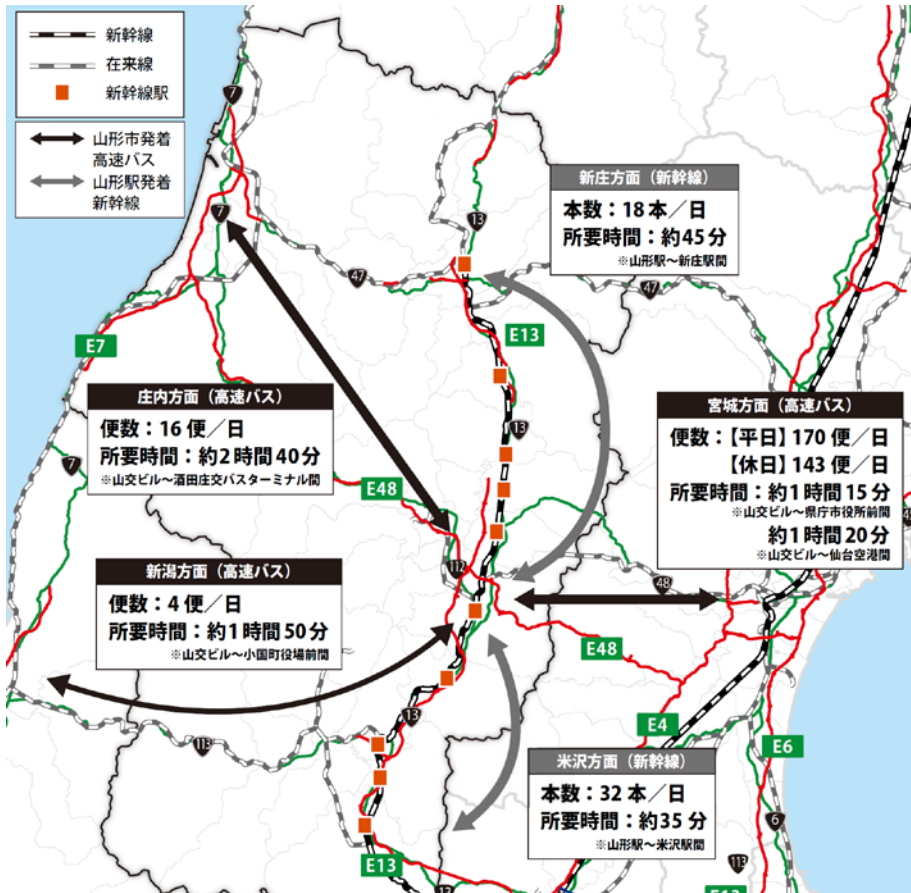 新幹線
在来線
新幹線駅
山形市発着
高速バス
山形駅発着
新幹線
7
7
13
47
47
E7
E13
13
新庄方面（新幹線）
本数：18本／日
所要時間：約45分
※山形駅～新庄駅間
庄内方面（高速バス）
便数：16便／日
所要時間：約2時間40分
※山交ビル～酒田庄交バスターミナル間
宮城方面（高速バス）
便数：【平日】170便／日
【休日】143便／日
所要時間：約1時間15分
※山交ビル～県庁市役所前間
約1時間20分
※山交ビル～仙台空港間
7
E48
112
48
新潟方面（高速バス）
便数：4便／日
所要時間：約1時間50分
※山交ビル～小国町役場前間
E48
E4
E6
13
113
米沢方面（新幹線）
本数：32本／日
所要時間：約35分
※山形駅～米沢駅間
6
E13
113
13
E13